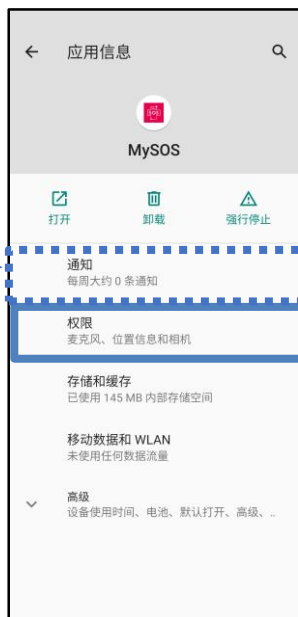 应用信息
MySOS
打开 卸载 强行停止
通知
每周大约 0 条通知
权限
麦克风、位置信息和相机
存储和缓存
已使用 145 MB 内部存储空间
移动数据和 WLAN
未使用任何数据流量
高级
设备使用时间、电池、默认打开、高级、..